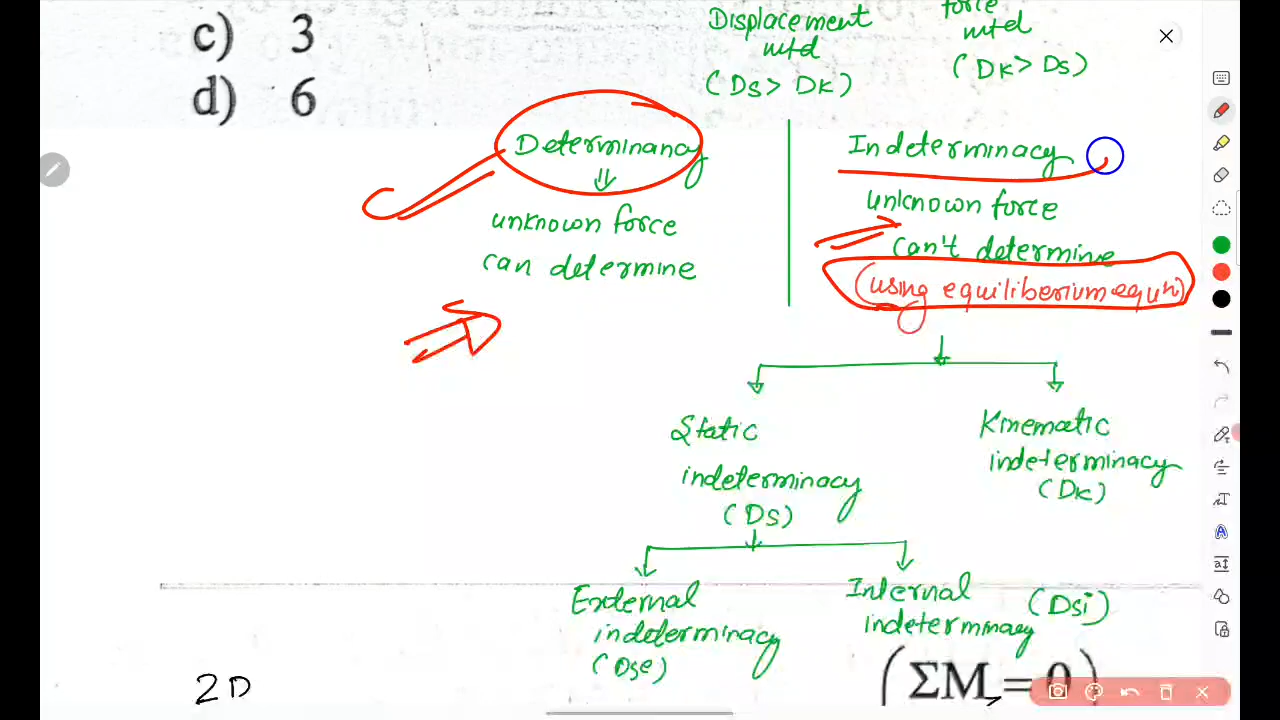 c) 3
d) 6
Displacement
mtd
(Ds > Dk)
force
mtd
(Dk > Ds)
Determinancy
⇓
unknown force
can determine
Indeterminacy
unknown force
can't determine
(using equiliberium equn)
Static
indeterminacy
(Ds)
Kinematic
indeterminacy
(Dk)
External
indeterminacy
(Dse)
Internal
indeterminacy
(Dsi)
(ΣM = 0)
2D